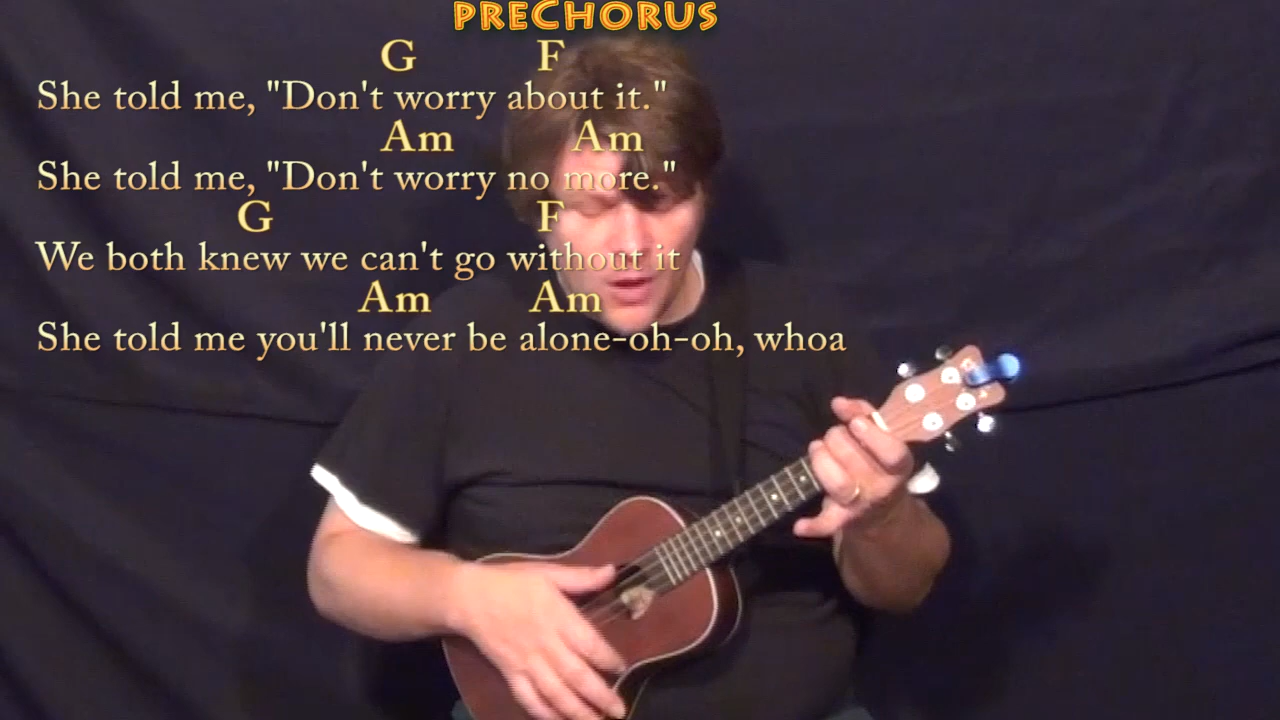 PRECHORUS
G F
She told me, "Don't worry about it."
Am Am
She told me, "Don't worry no more."
G F
We both knew we can't go without it
Am Am
She told me you'll never be alone-oh-oh, whoa